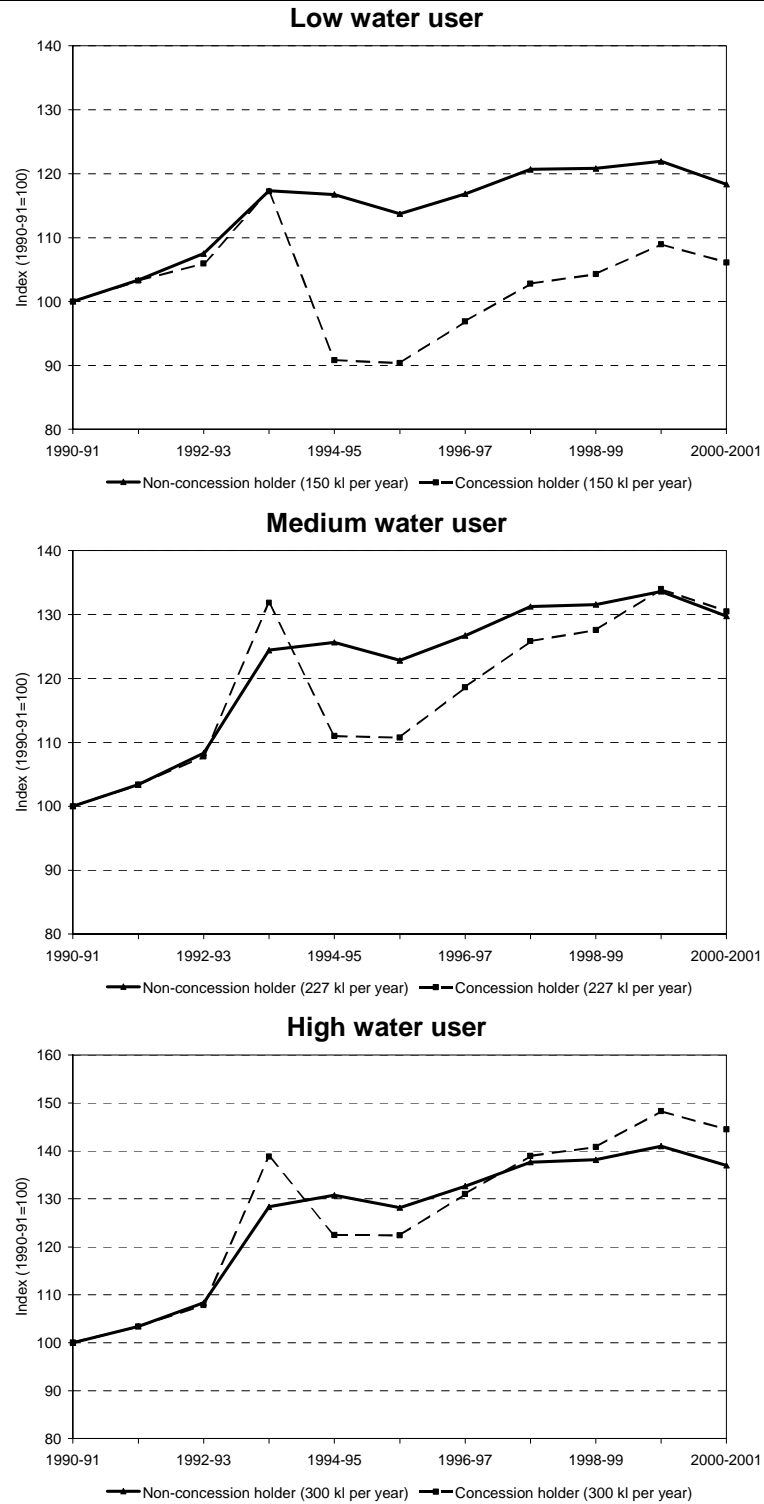 Low water user
140
130
120
110
100
90
80
Index (1990-91=100)
1990-91 1992-93 1994-95 1996-97 1998-99 2000-2001
Non-concession holder (150 kl per year) Concession holder (150 kl per year)
Medium water user
140
130
120
110
100
90
80
Index (1990-91=100)
1990-91 1992-93 1994-95 1996-97 1998-99 2000-2001
Non-concession holder (227 kl per year) Concession holder (227 kl per year)
High water user
160
150
140
130
120
110
100
90
80
Index (1990-91=100)
1990-91 1992-93 1994-95 1996-97 1998-99 2000-2001
Non-concession holder (300 kl per year) Concession holder (300 kl per year)